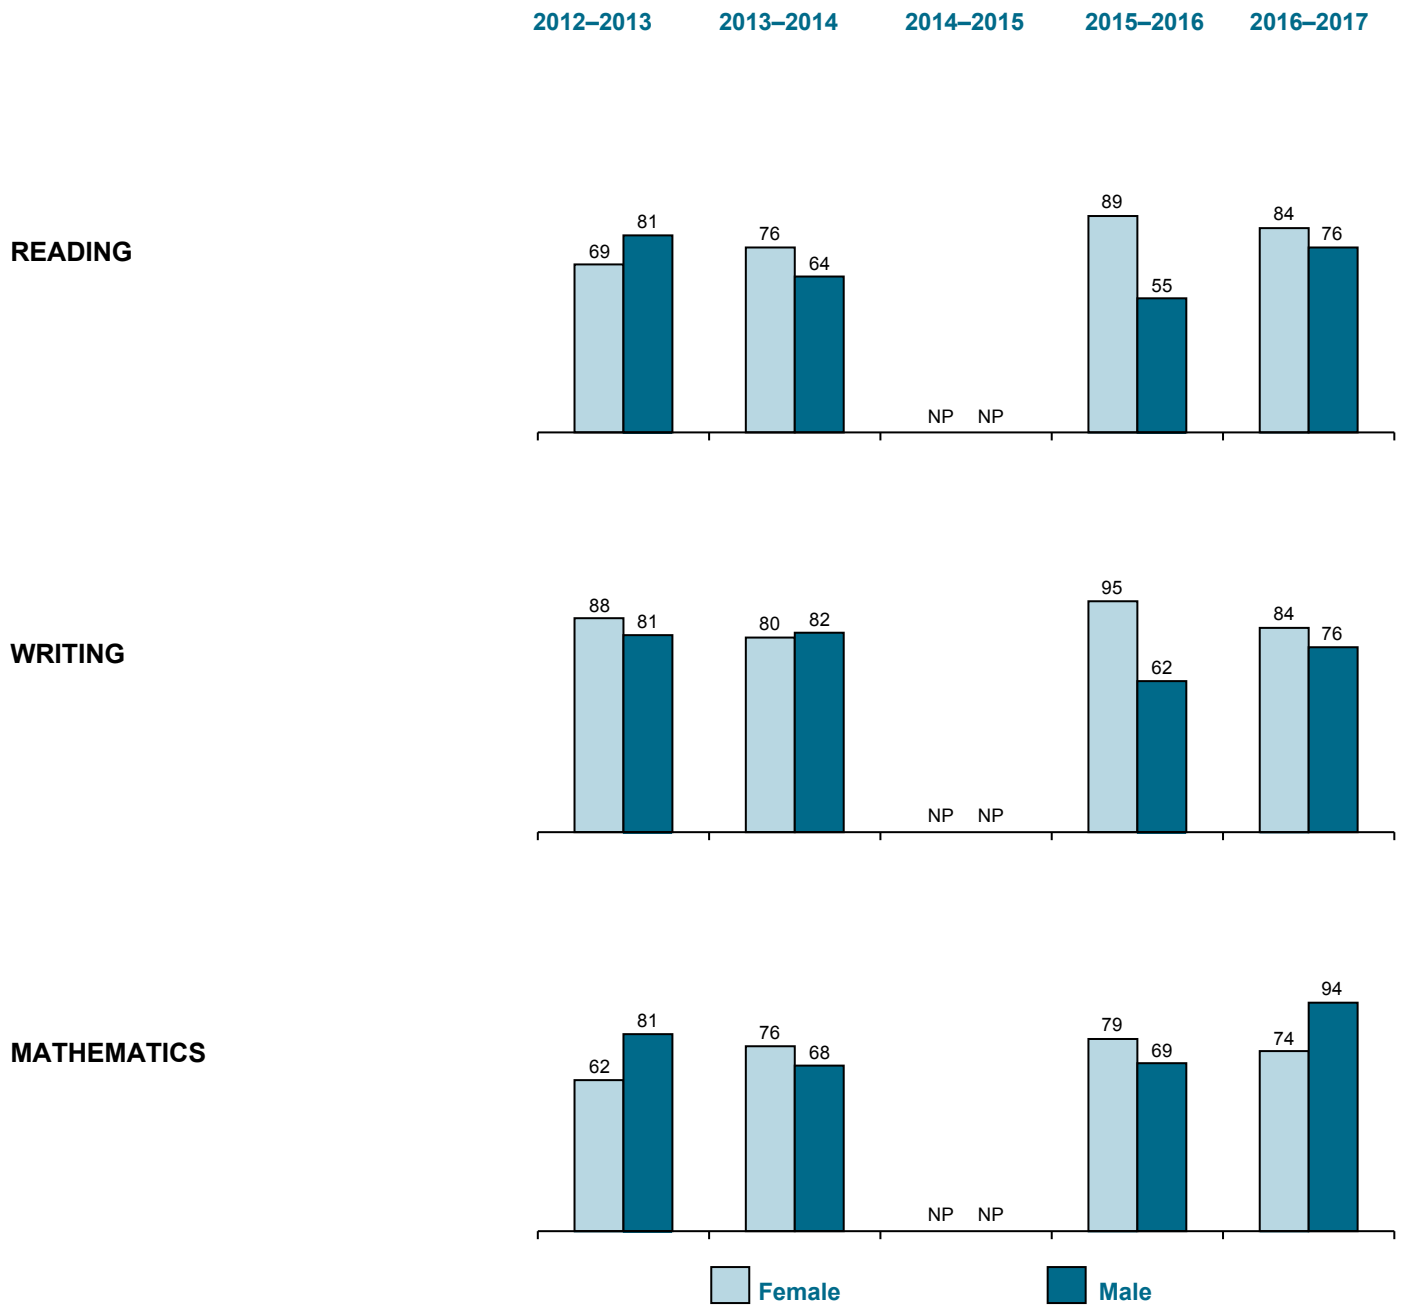 2012–2013 2013–2014 2014–2015 2015–2016 2016–2017
READING
69 81 76 64 NP NP 89 55 84 76
WRITING
88 81 80 82 NP NP 95 62 84 76
MATHEMATICS
62 81 76 68 NP NP 79 69 74 94
Female Male